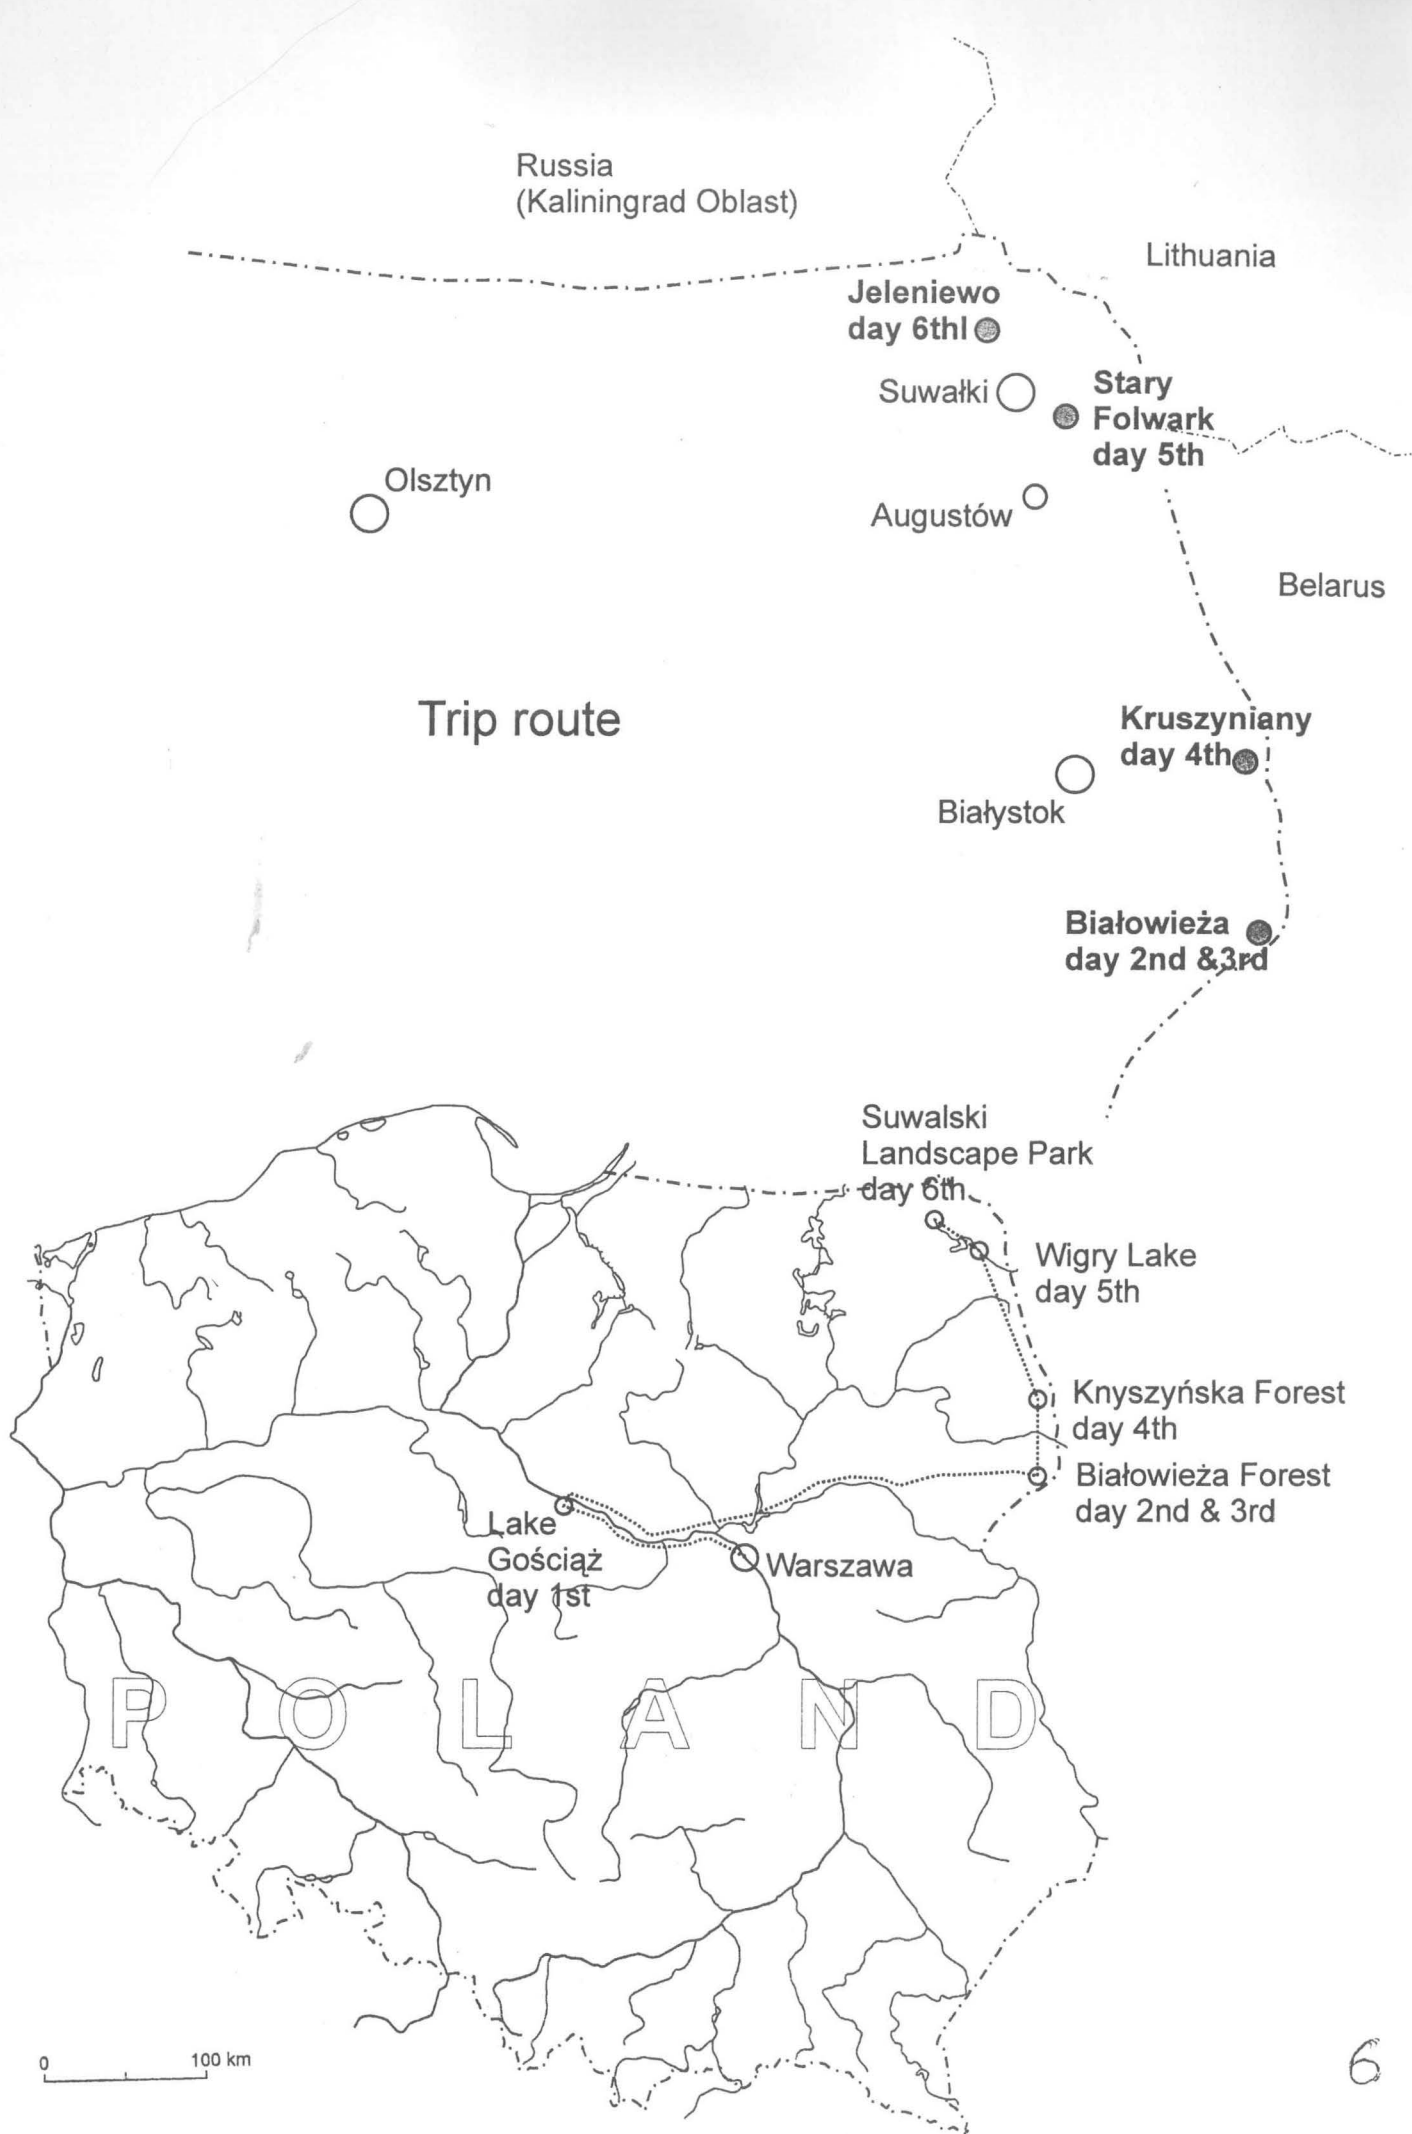 Russia
(Kaliningrad Oblast)
Lithuania
Jeleniewo
day 6thl
Suwałki
Stary
Folwark
day 5th
Olsztyn
Augustów
Belarus
Trip route
Kruszyniany
day 4th
Białystok
Białowieża
day 2nd &3rd
Suwalski
Landscape Park
day 6th
Wigry Lake
day 5th
Knyszyńska Forest
day 4th
Białowieża Forest
day 2nd & 3rd
Lake
Gościąż
day 1st
Warszawa
POLAND
0 100 km
6